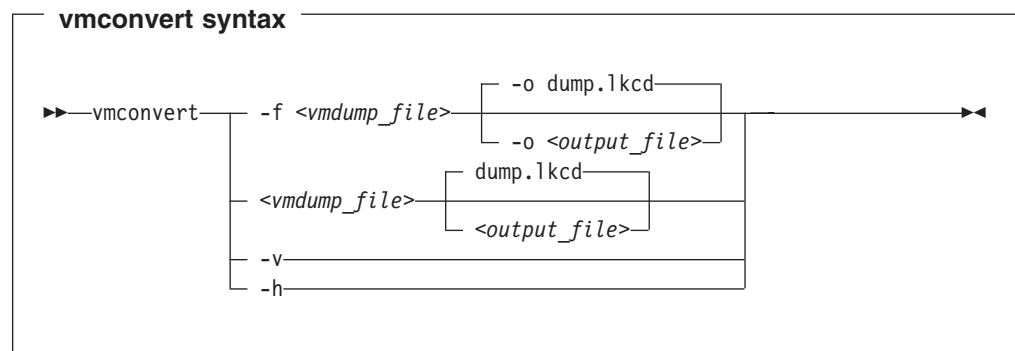 vmconvert syntax
-o dump.lkcd
vmconvert -f <vmdump_file>
-o <output_file>
dump.lkcd
<vmdump_file>
<output_file>
-v
-h